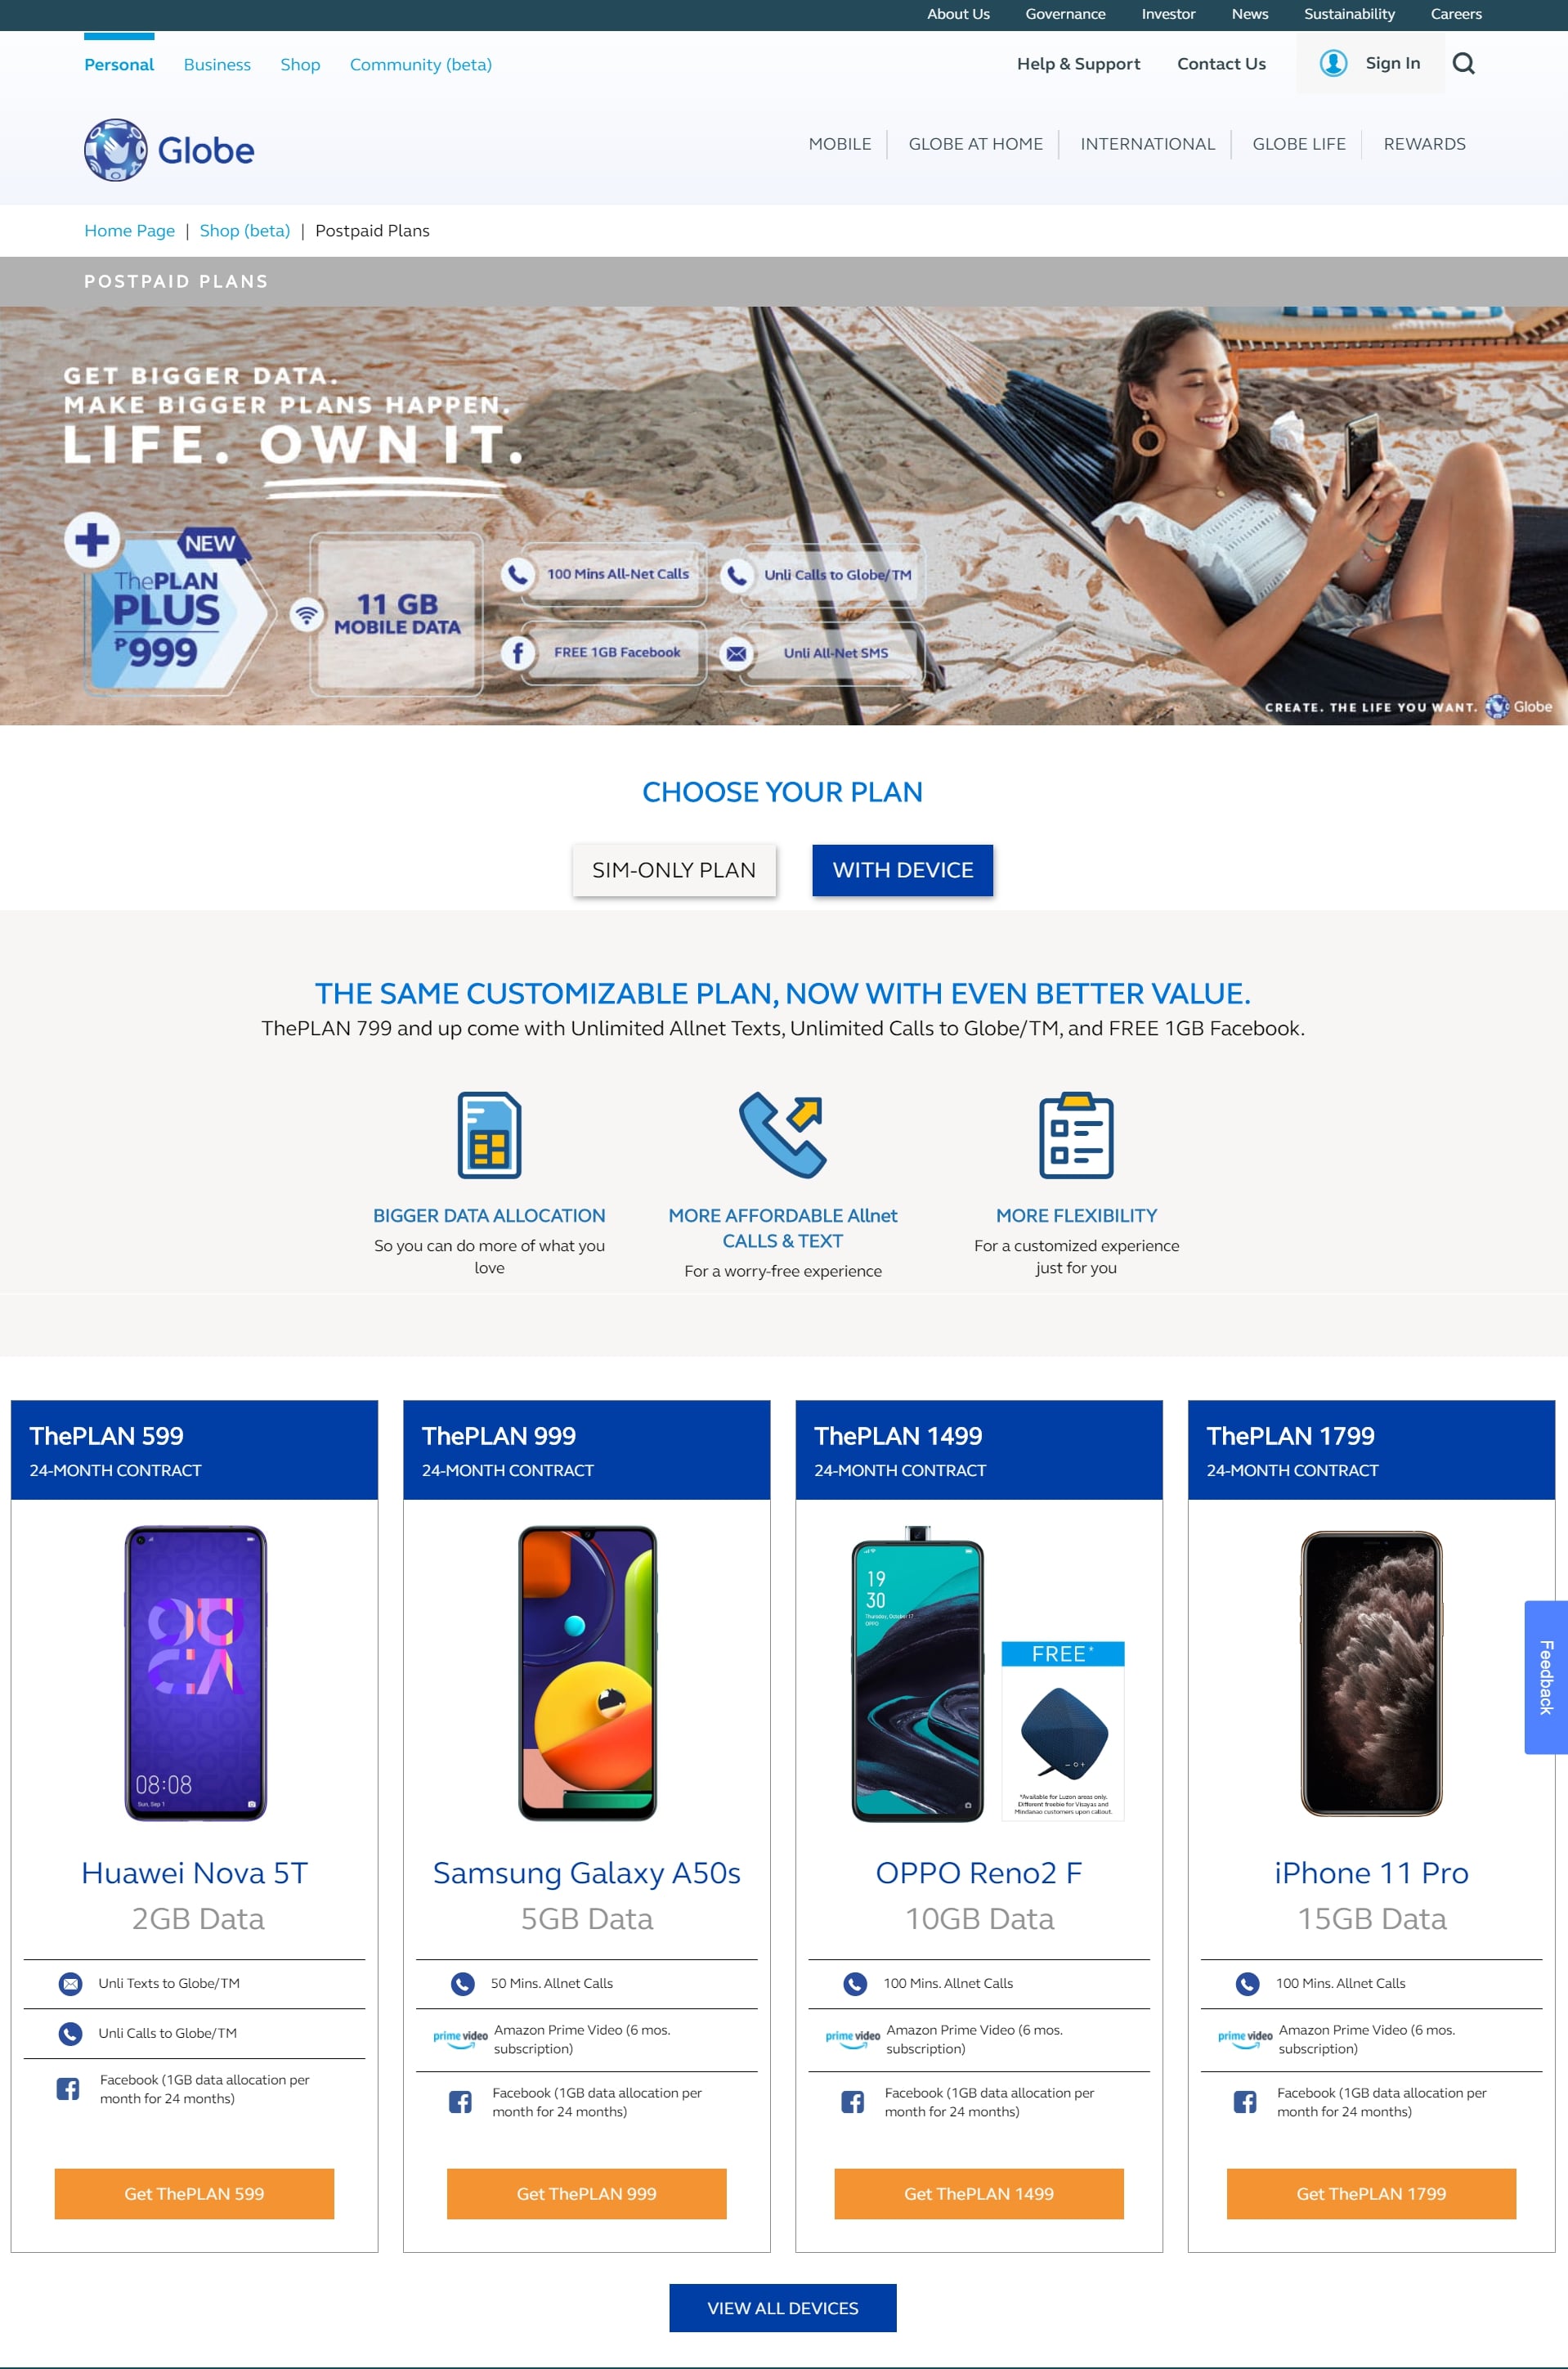 About Us Governance Investor News Sustainability Careers
Personal Business Shop Community (beta) Help & Support Contact Us Sign In
Globe MOBILE GLOBE AT HOME INTERNATIONAL GLOBE LIFE REWARDS
Home Page | Shop (beta) | Postpaid Plans
POSTPAID PLANS
GET BIGGER DATA.
MAKE BIGGER PLANS HAPPEN.
LIFE. OWN IT.
NEW
ThePLAN
PLUS
₱999
11 GB
MOBILE DATA
100 Mins All-Net Calls Unli Calls to Globe/TM
FREE 1GB Facebook Unli All-Net SMS
CREATE. THE LIFE YOU WANT. Globe
CHOOSE YOUR PLAN
SIM-ONLY PLAN WITH DEVICE
THE SAME CUSTOMIZABLE PLAN, NOW WITH EVEN BETTER VALUE.
ThePLAN 799 and up come with Unlimited Allnet Texts, Unlimited Calls to Globe/TM, and FREE 1GB Facebook.
BIGGER DATA ALLOCATION
So you can do more of what you
love
MORE AFFORDABLE Allnet
CALLS & TEXT
For a worry-free experience
MORE FLEXIBILITY
For a customized experience
just for you
ThePLAN 599
24-MONTH CONTRACT
08:08
Sun, Sep 1
Huawei Nova 5T
2GB Data
Unli Texts to Globe/TM
Unli Calls to Globe/TM
Facebook (1GB data allocation per
month for 24 months)
Get ThePLAN 599
ThePLAN 999
24-MONTH CONTRACT
Samsung Galaxy A50s
5GB Data
50 Mins. Allnet Calls
prime video Amazon Prime Video (6 mos.
subscription)
Facebook (1GB data allocation per
month for 24 months)
Get ThePLAN 999
ThePLAN 1499
24-MONTH CONTRACT
19
30
Thursday, October 17
OPPO
FREE*
*Available for Luzon areas only.
Different freebie for Visayas and
Mindanao customers upon callout.
OPPO Reno2 F
10GB Data
100 Mins. Allnet Calls
prime video Amazon Prime Video (6 mos.
subscription)
Facebook (1GB data allocation per
month for 24 months)
Get ThePLAN 1499
ThePLAN 1799
24-MONTH CONTRACT
iPhone 11 Pro
15GB Data
100 Mins. Allnet Calls
prime video Amazon Prime Video (6 mos.
subscription)
Facebook (1GB data allocation per
month for 24 months)
Get ThePLAN 1799
Feedback
VIEW ALL DEVICES